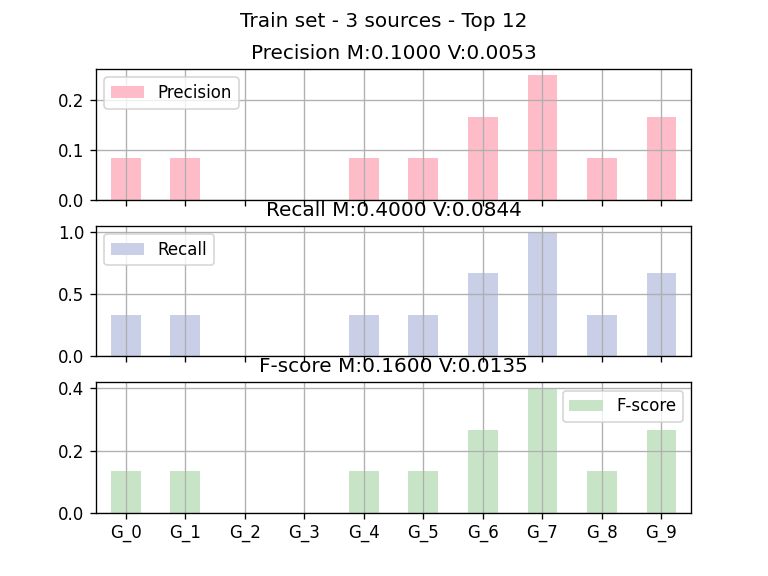 Train set - 3 sources - Top 12
Precision M:0.1000 V:0.0053
0.2
0.1
0.0
Precision
Recall M:0.4000 V:0.0844
1.0
0.5
0.0
Recall
F-score M:0.1600 V:0.0135
0.4
0.2
0.0
F-score
G_0 G_1 G_2 G_3 G_4 G_5 G_6 G_7 G_8 G_9